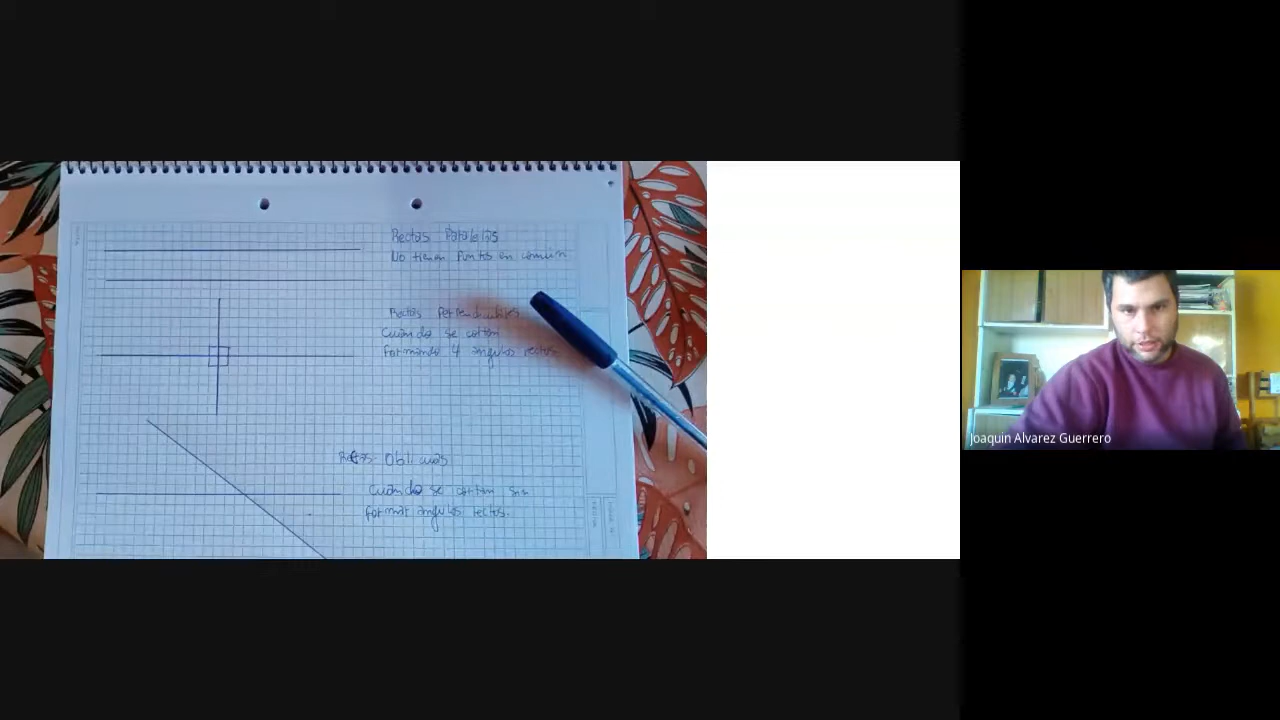 Rectas Paralelas
No tienen Puntos en común
Rectas Perpendiculares
Cuando se cortan
formando 4 ángulos rectos
Rectas Oblicuas
Cuando se cortan sin
formar ángulos rectos.
Joaquin Alvarez Guerrero